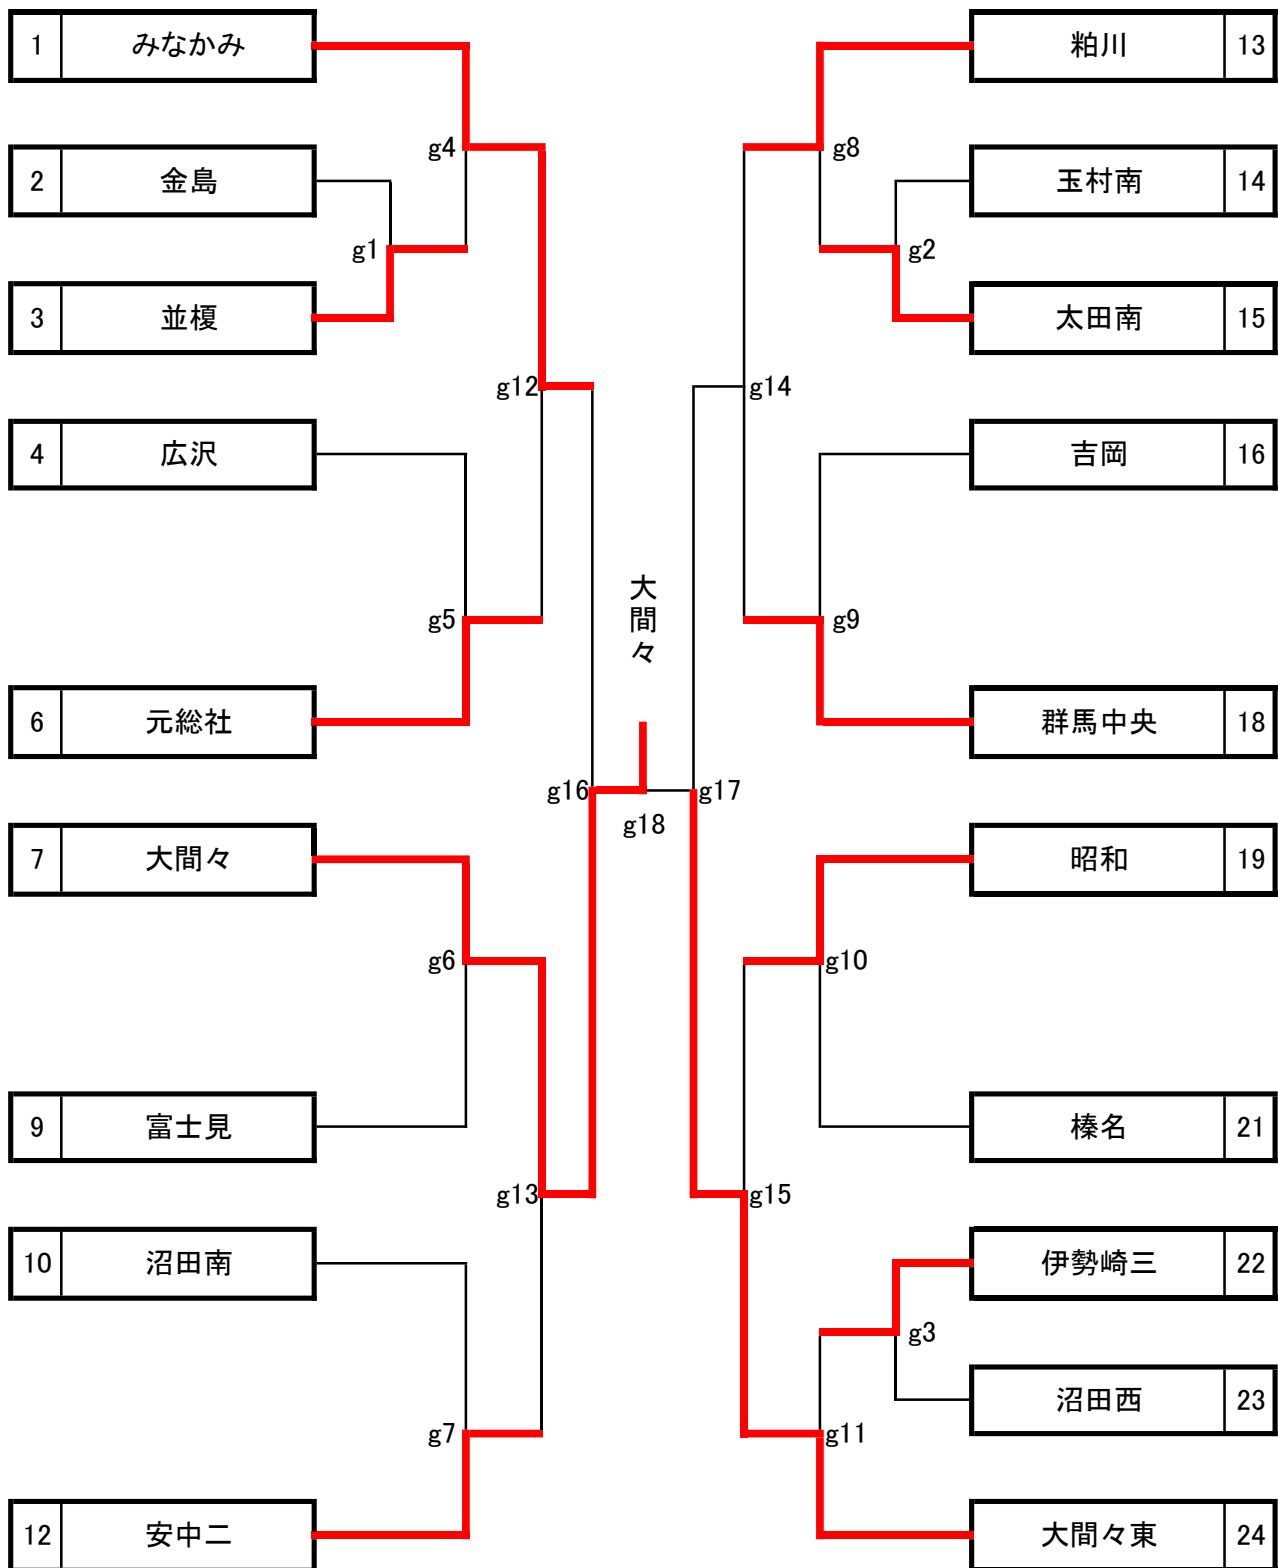 1 みなかみ
2 金島
3 並榎
4 広沢
6 元総社
7 大間々
9 富士見
10 沼田南
12 安中二
g4
g1
g12
g5
g16
g6
g13
g7
大間々
g18
g8
g2
g14
g9
g17
g10
g15
g3
g11
粕川 13
玉村南 14
太田南 15
吉岡 16
群馬中央 18
昭和 19
榛名 21
伊勢崎三 22
沼田西 23
大間々東 24